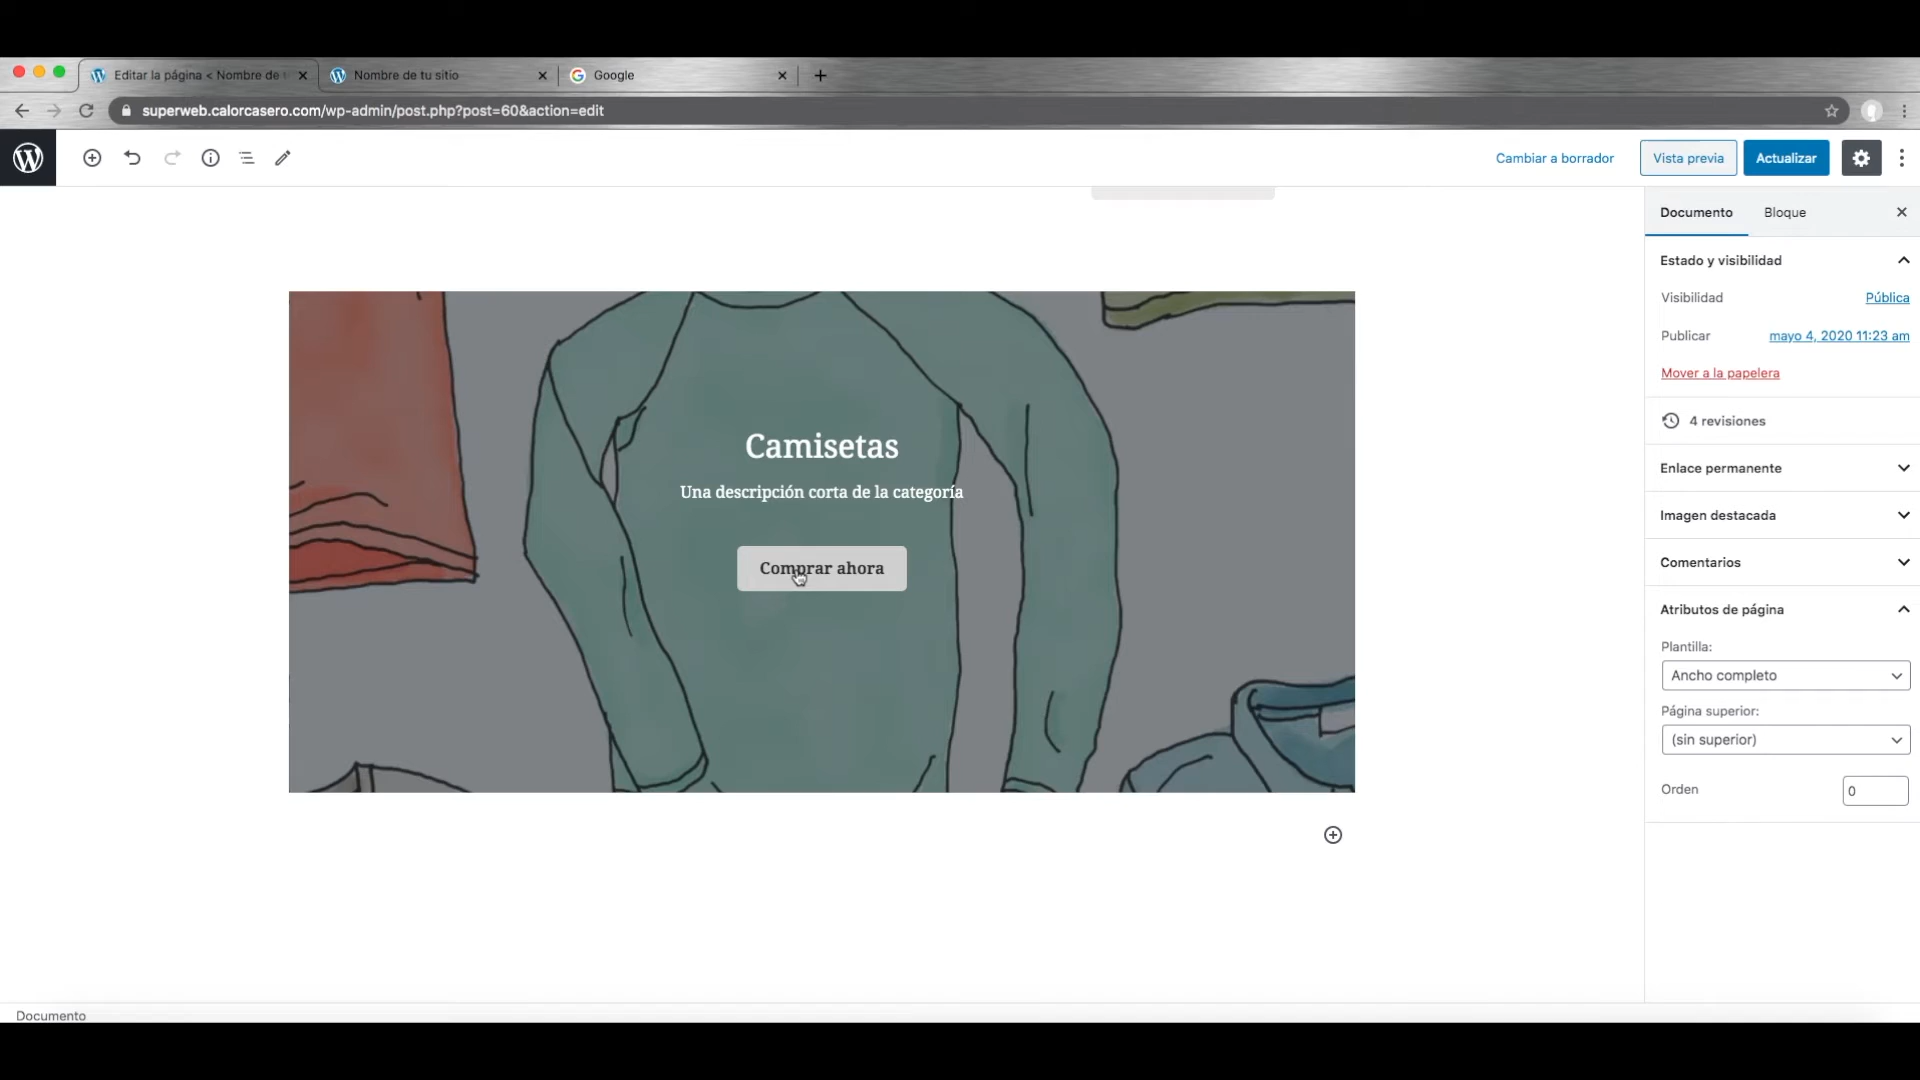 Editar la página < Nombre de
Nombre de tu sitio
Google
superweb.calorcasero.com/wp-admin/post.php?post=60&action=edit
Cambiar a borrador
Vista previa
Actualizar
Documento
Bloque
Estado y visibilidad
Visibilidad
Pública
Publicar
mayo 4, 2020 11:23 am
Mover a la papelera
4 revisiones
Enlace permanente
Imagen destacada
Comentarios
Atributos de página
Plantilla:
Ancho completo
Página superior:
(sin superior)
Orden
0
Camisetas
Una descripción corta de la categoría
Comprar ahora
Documento